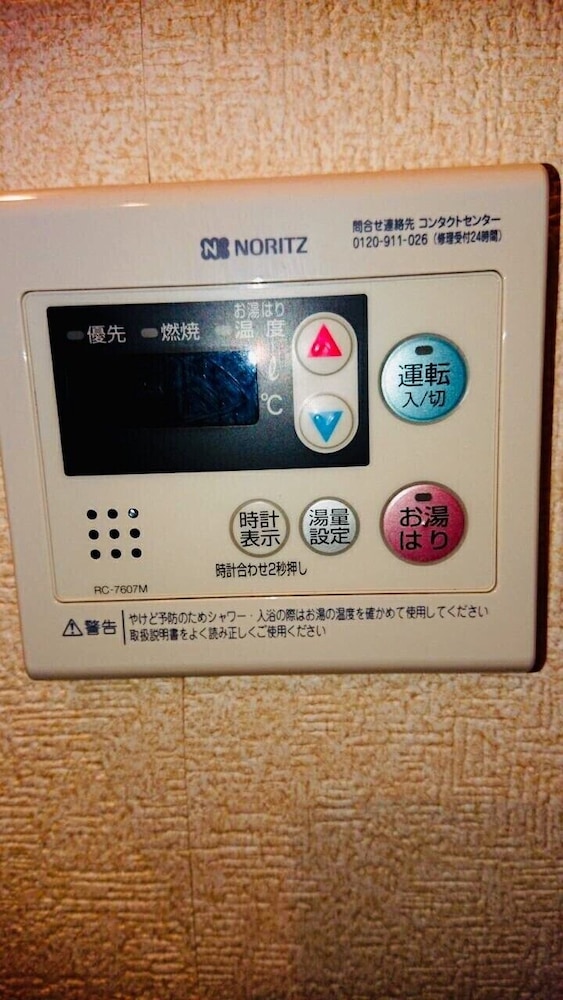 NORITZ
問合せ連絡先 コンタクトセンター
0120-911-026（修理受付24時間）
お湯はり
優先 燃焼 温度
ℓ
℃
運転
入/切
時計
表示
湯量
設定
お湯
はり
時計合わせ2秒押し
RC-7607M
⚠警告
やけど予防のためシャワー・入浴の際はお湯の温度を確かめて使用してください
取扱説明書をよく読み正しくご使用ください